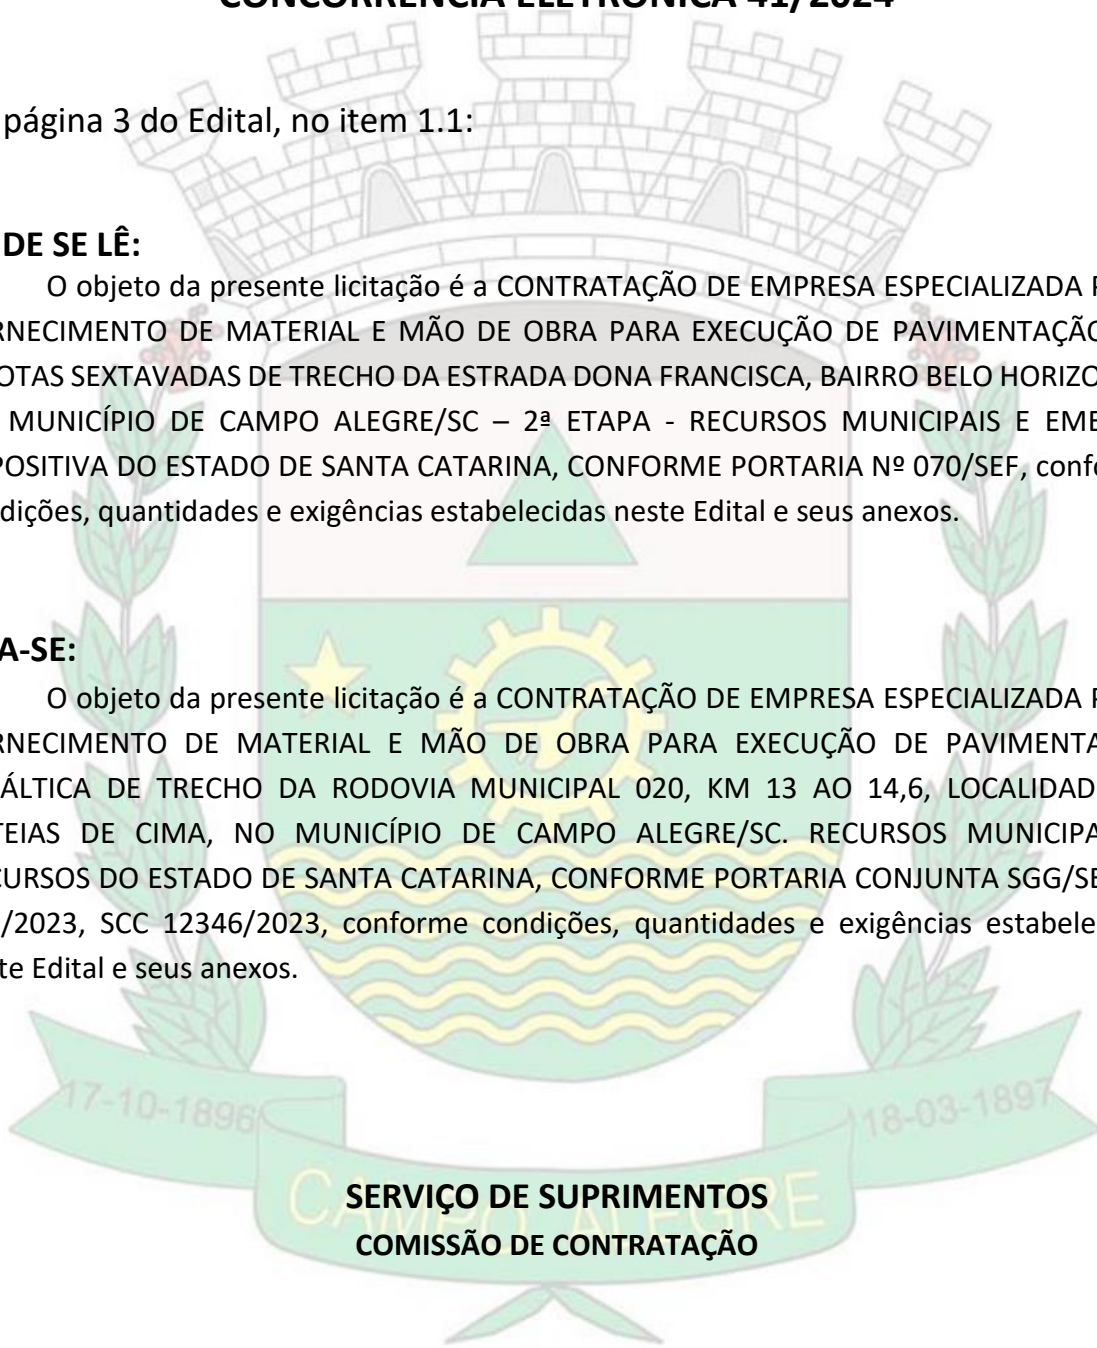 CONCORRÊNCIA ELETRÔNICA 41/2024
página 3 do Edital, no item 1.1:
DE SE LÊ:
O objeto da presente licitação é a CONTRATAÇÃO DE EMPRESA ESPECIALIZADA
RNECIMENTO DE MATERIAL E MÃO DE OBRA PARA EXECUÇÃO DE PAVIMENTAÇÃO
OTAS SEXTAVADAS DE TRECHO DA ESTRADA DONA FRANCISCA, BAIRRO BELO HORIZO
MUNICÍPIO DE CAMPO ALEGRE/SC – 2ª ETAPA - RECURSOS MUNICIPAIS E EME
POSITIVA DO ESTADO DE SANTA CATARINA, CONFORME PORTARIA Nº 070/SEF, confo
dições, quantidades e exigências estabelecidas neste Edital e seus anexos.
A-SE:
O objeto da presente licitação é a CONTRATAÇÃO DE EMPRESA ESPECIALIZADA
RNECIMENTO DE MATERIAL E MÃO DE OBRA PARA EXECUÇÃO DE PAVIMENTA
ÁLTICA DE TRECHO DA RODOVIA MUNICIPAL 020, KM 13 AO 14,6, LOCALIDAD
TEIAS DE CIMA, NO MUNICÍPIO DE CAMPO ALEGRE/SC. RECURSOS MUNICIPA
CURSOS DO ESTADO DE SANTA CATARINA, CONFORME PORTARIA CONJUNTA SGG/SE
/2023, SCC 12346/2023, conforme condições, quantidades e exigências estabele
te Edital e seus anexos.
17-10-1896
18-03-1897
CAMPO ALEGRE
SERVIÇO DE SUPRIMENTOS
COMISSÃO DE CONTRATAÇÃO